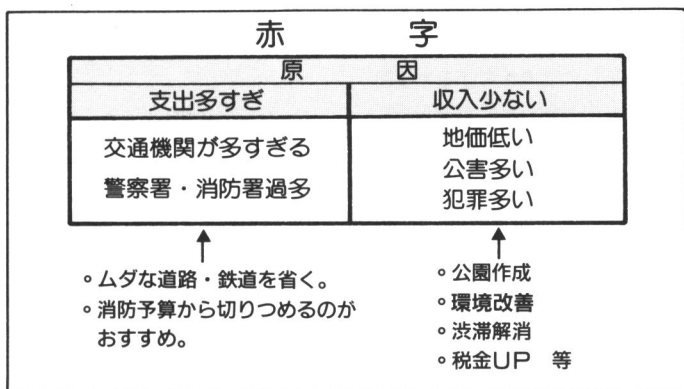 赤 字
原 因
支出多すぎ
収入少ない
交通機関が多すぎる
警察署・消防署過多
地価低い
公害多い
犯罪多い
。ムダな道路・鉄道を省く。
。消防予算から切りつめるのが
おすすめ。
。公園作成
。環境改善
。渋滞解消
。税金UP 等